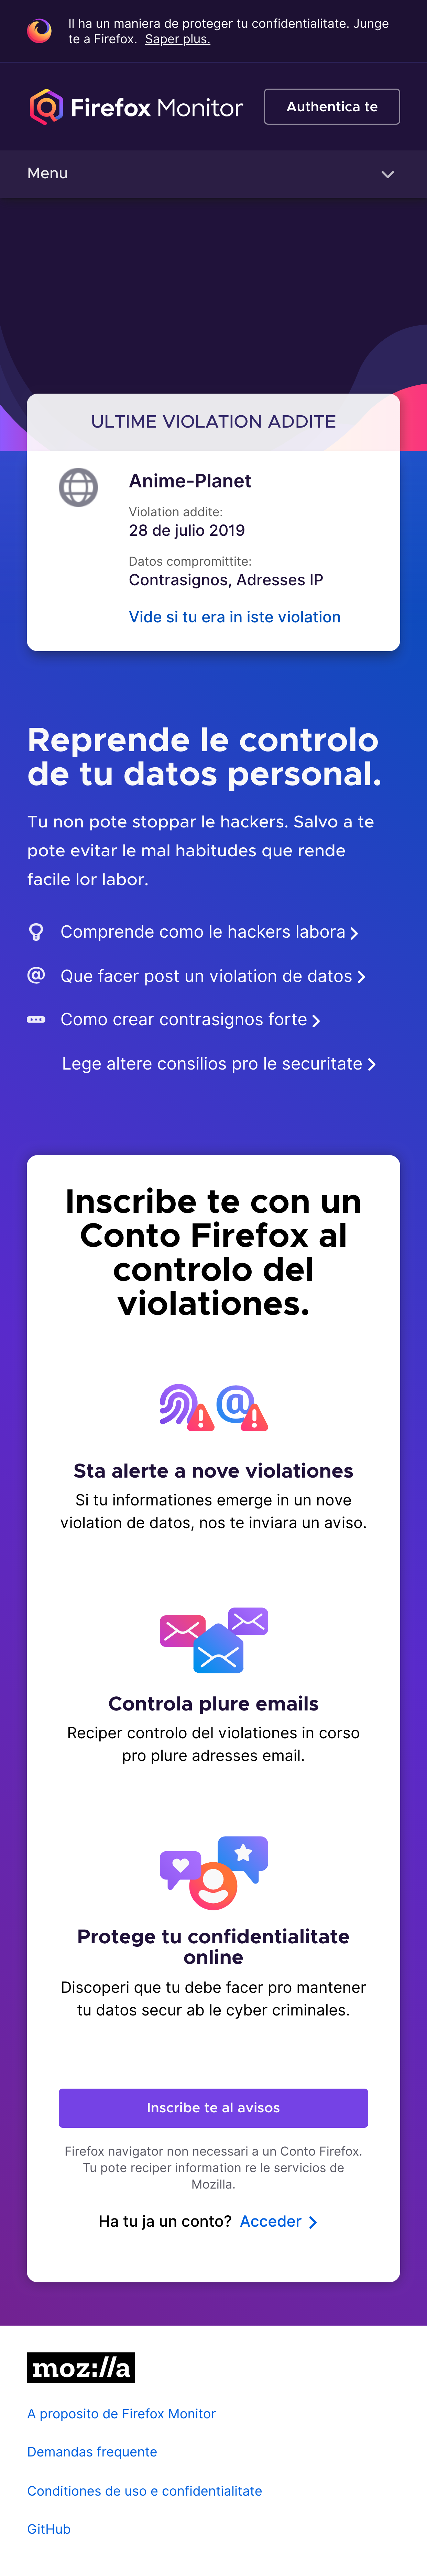 Il ha un maniera de proteger tu confidentialitate. Junge
te a Firefox. Saper plus.
Firefox Monitor
Authentica te
Menu
ULTIME VIOLATION ADDITE
Anime-Planet
Violation addite:
28 de julio 2019
Datos compromittite:
Contrasignos, Adresses IP
Vide si tu era in iste violation
Reprende le controlo
de tu datos personal.
Tu non pote stoppar le hackers. Salvo a te
pote evitar le mal habitudes que rende
facile lor labor.
Comprende como le hackers labora
Que facer post un violation de datos
Como crear contrasignos forte
Lege altere consilios pro le securitate
Inscribe te con un
Conto Firefox al
controlo del
violationes.
Sta alerte a nove violationes
Si tu informationes emerge in un nove
violation de datos, nos te inviara un aviso.
Controla plure emails
Reciper controlo del violationes in corso
pro plure adresses email.
Protege tu confidentialitate
online
Discoperi que tu debe facer pro mantener
tu datos secur ab le cyber criminales.
Inscribe te al avisos
Firefox navigator non necessari a un Conto Firefox.
Tu pote reciper information re le servicios de
Mozilla.
Ha tu ja un conto? Acceder
moz://a
A proposito de Firefox Monitor
Demandas frequente
Conditiones de uso e confidentialitate
GitHub